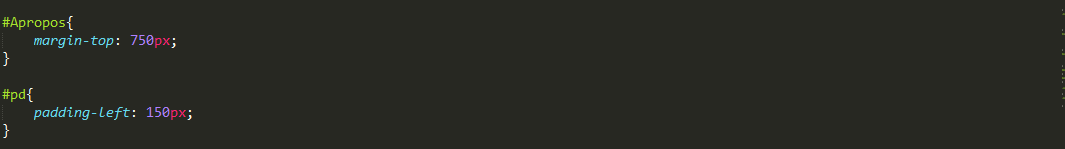 #Apropos{
    margin-top: 750px;
}
#pd{
    padding-left: 150px;
}